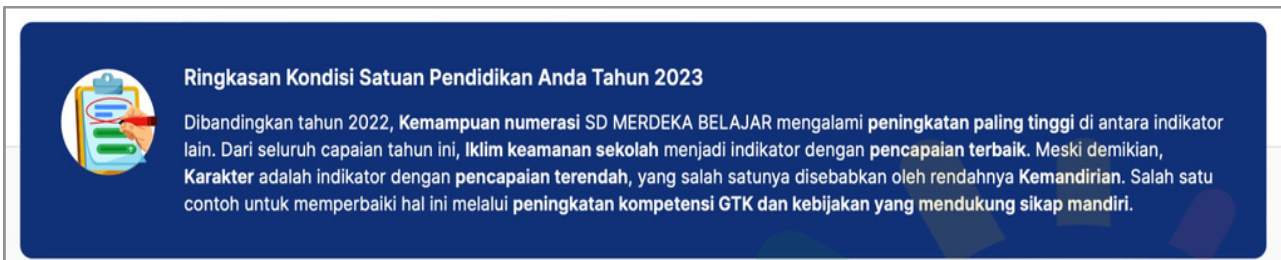 Ringkasan Kondisi Satuan Pendidikan Anda Tahun 2023
Dibandingkan tahun 2022, Kemampuan numerasi SD MERDEKA BELAJAR mengalami peningkatan paling tinggi di antara indikator
lain. Dari seluruh capaian tahun ini, Iklim keamanan sekolah menjadi indikator dengan pencapaian terbaik. Meski demikian,
Karakter adalah indikator dengan pencapaian terendah, yang salah satunya disebabkan oleh rendahnya Kemandirian. Salah satu
contoh untuk memperbaiki hal ini melalui peningkatan kompetensi GTK dan kebijakan yang mendukung sikap mandiri.